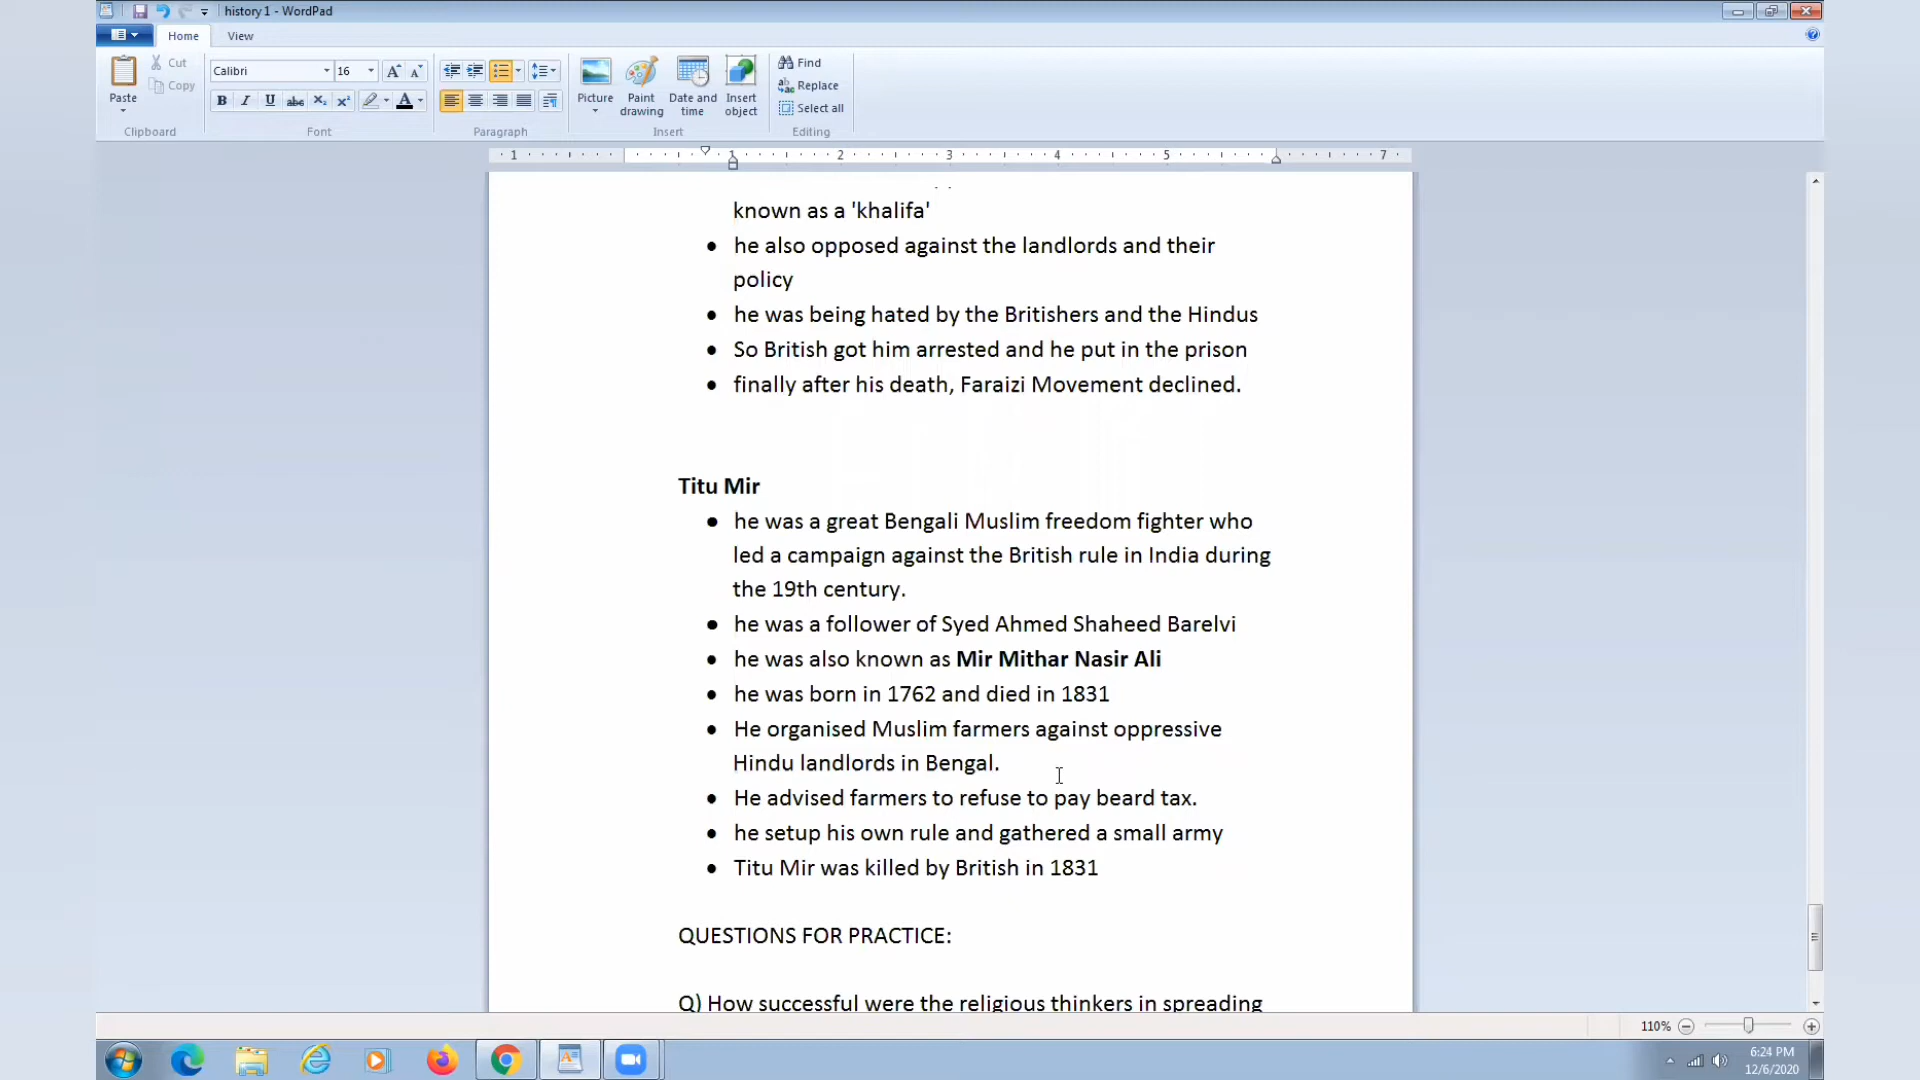 history 1 - WordPad
Home View
Cut
Copy
Paste
Calibri 16
Picture
Paint drawing
Date and time
Insert object
Find
Replace
Select all
Clipboard Font Paragraph Insert Editing
1 1 2 3 4 5 7
known as a 'khalifa'
• he also opposed against the landlords and their
policy
• he was being hated by the Britishers and the Hindus
• So British got him arrested and he put in the prison
• finally after his death, Faraizi Movement declined.
Titu Mir
• he was a great Bengali Muslim freedom fighter who
led a campaign against the British rule in India during
the 19th century.
• he was a follower of Syed Ahmed Shaheed Barelvi
• he was also known as Mir Mithar Nasir Ali
• he was born in 1762 and died in 1831
• He organised Muslim farmers against oppressive
Hindu landlords in Bengal.
• He advised farmers to refuse to pay beard tax.
• he setup his own rule and gathered a small army
• Titu Mir was killed by British in 1831
QUESTIONS FOR PRACTICE:
Q) How successful were the religious thinkers in spreading
110%
6:24 PM
12/6/2020